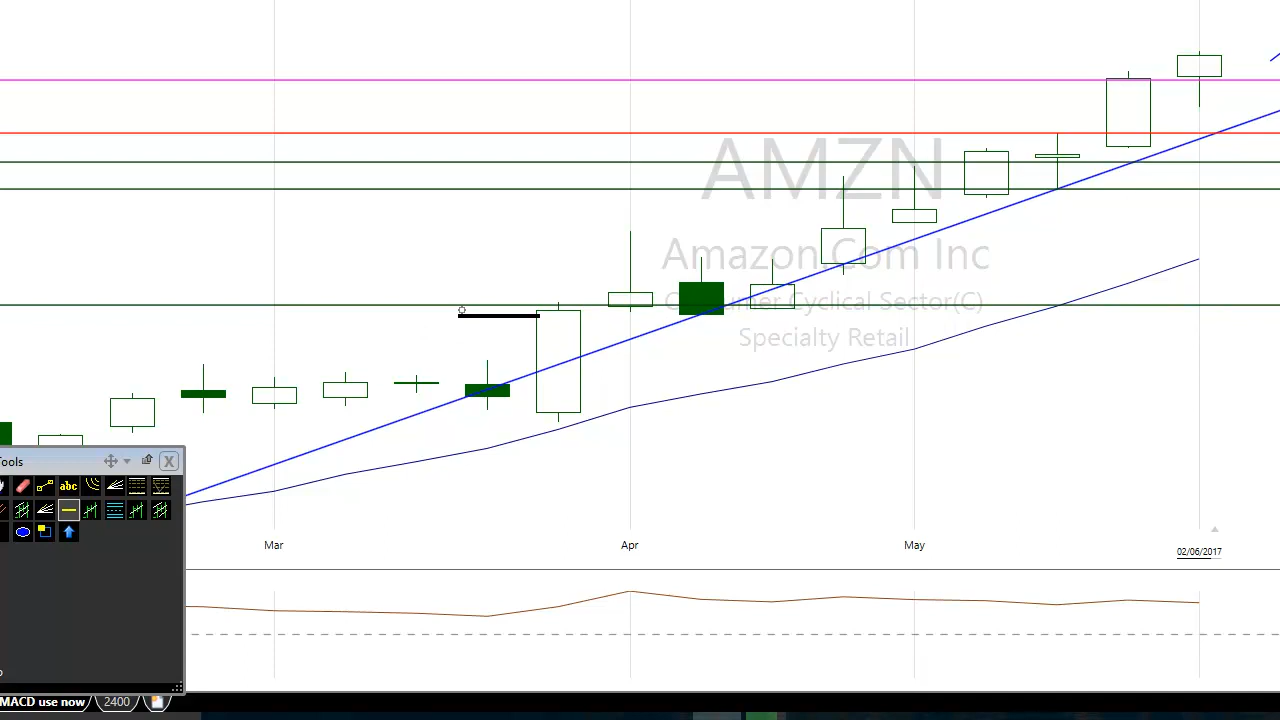 AMZN
Amazon.Com Inc
Consumer Cyclical Sector(C)
Specialty Retail
Tools
X
abc
Mar
Apr
May
02/06/2017
MACD use now
2400